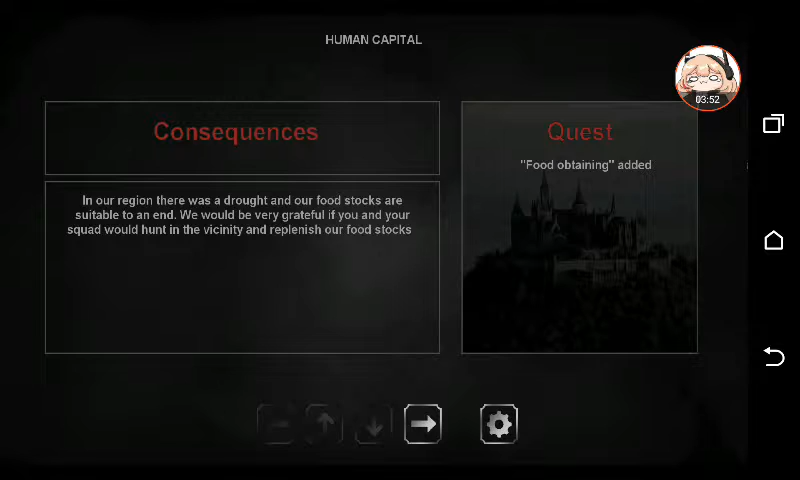 HUMAN CAPITAL
03:52
Consequences
Quest
"Food obtaining" added
In our region there was a drought and our food stocks are
suitable to an end. We would be very grateful if you and your
squad would hunt in the vicinity and replenish our food stocks